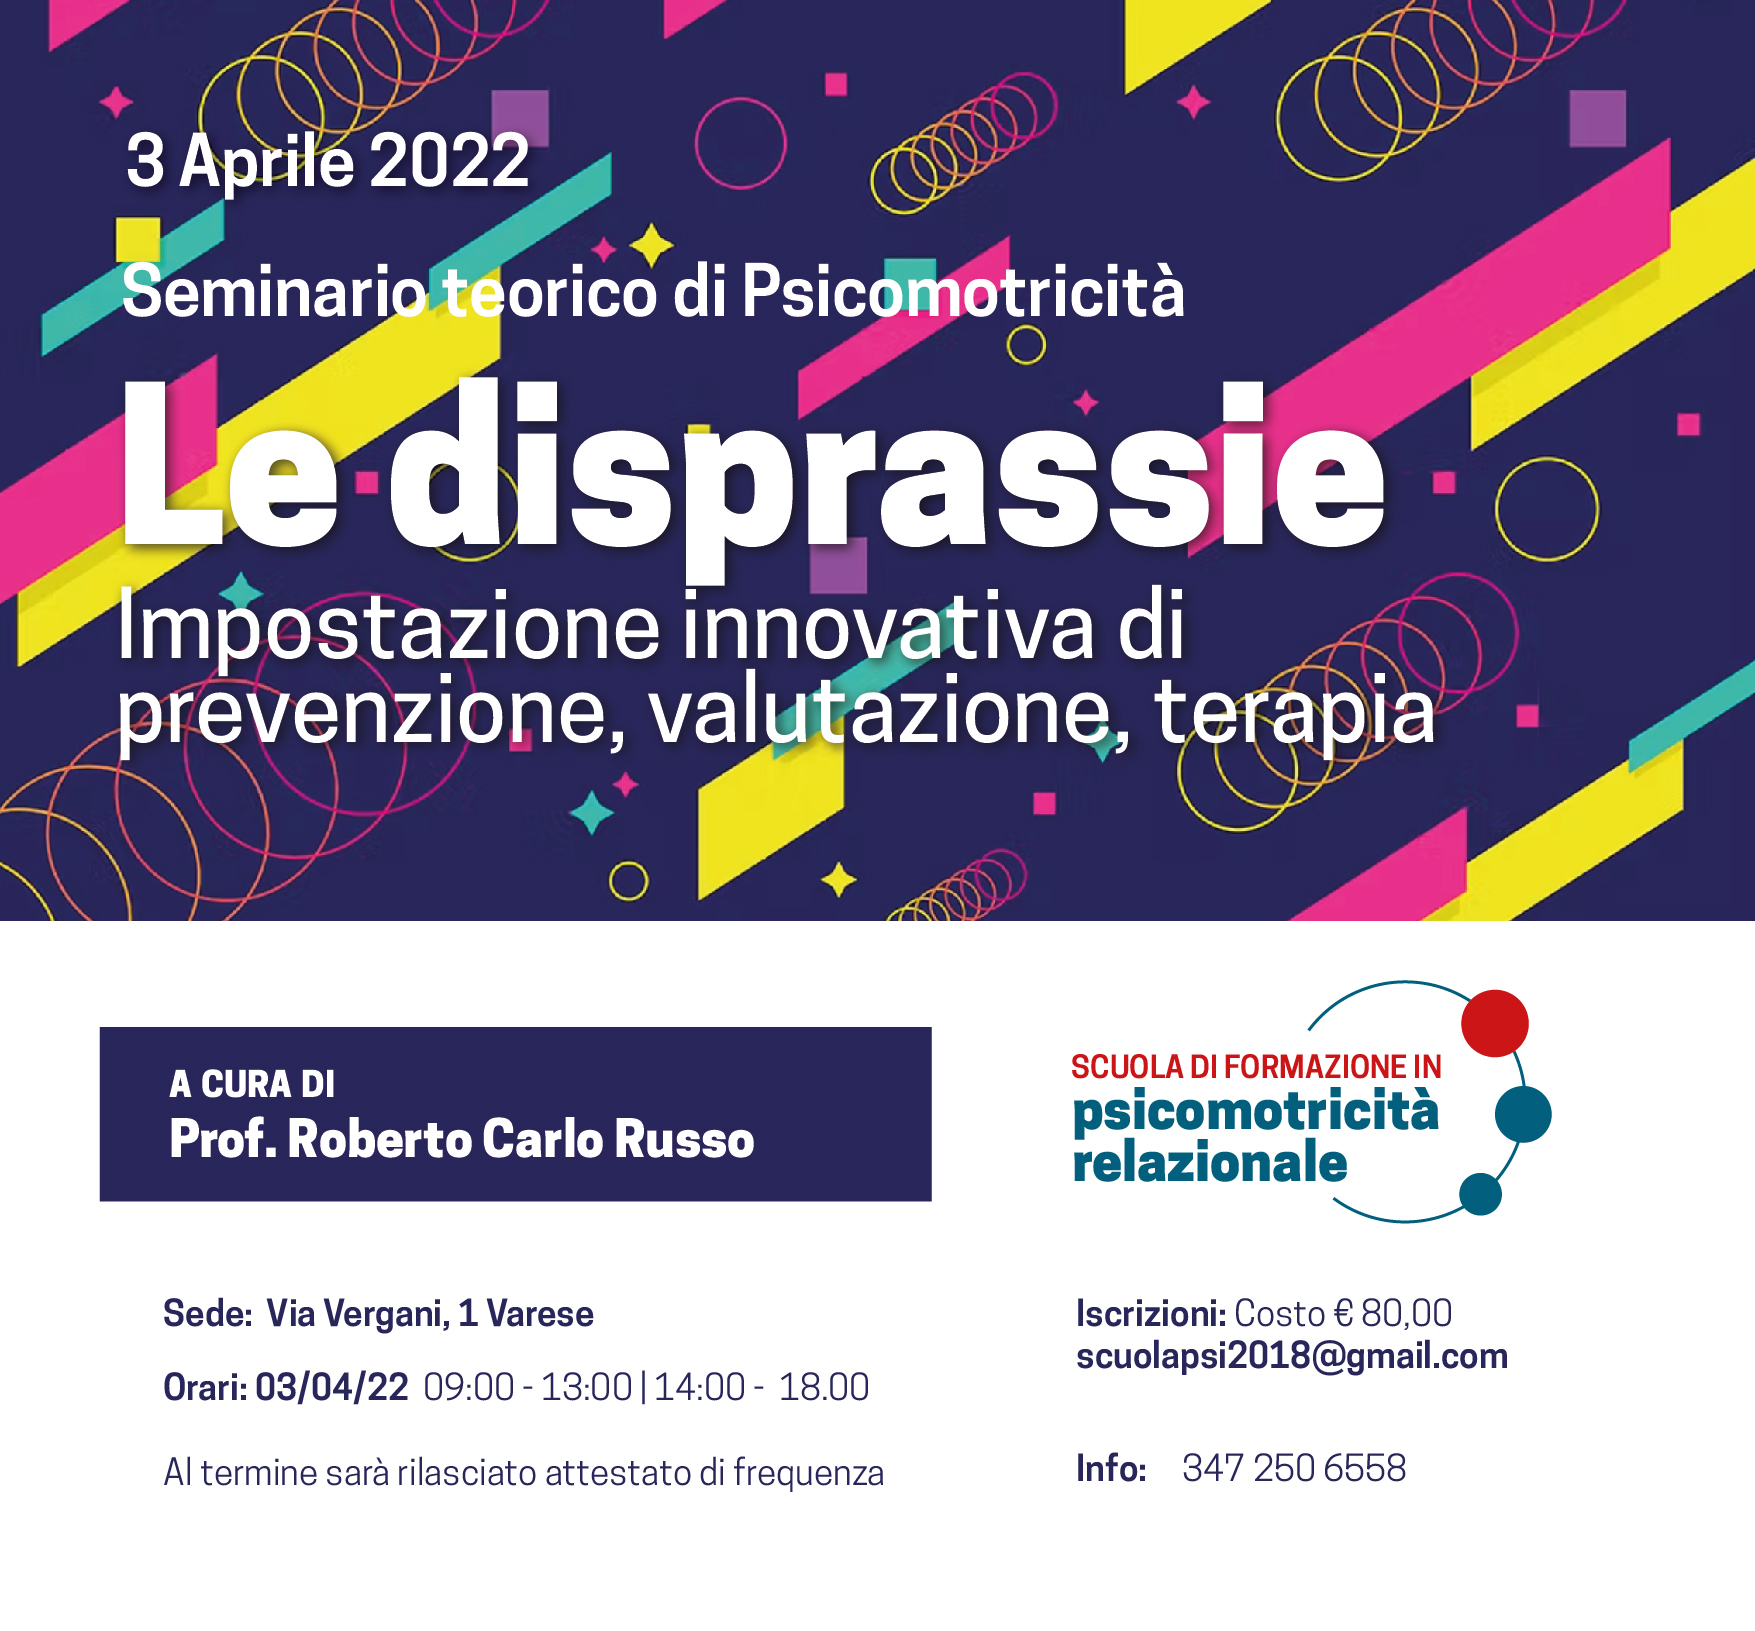 3 Aprile 2022
Seminario teorico di Psicomotricità
Le disprassie
Impostazione innovativa di
prevenzione, valutazione, terapia
A CURA DI
Prof. Roberto Carlo Russo
SCUOLA DI FORMAZIONE IN
psicomotricità
relazionale
Sede: Via Vergani, 1 Varese
Orari: 03/04/22 09:00 - 13:00 | 14:00 - 18.00
Al termine sarà rilasciato attestato di frequenza
Iscrizioni: Costo € 80,00
scuolapsi2018@gmail.com
Info: 347 250 6558